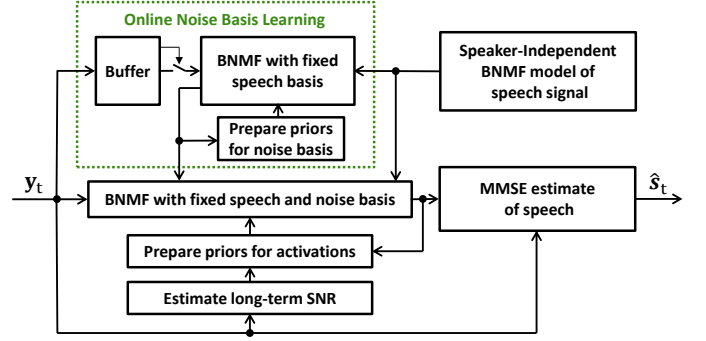 Online Noise Basis Learning
Buffer
BNMF with fixed
speech basis
Speaker-Independent
BNMF model of
speech signal
Prepare priors
for noise basis
𝐲t
BNMF with fixed speech and noise basis
MMSE estimate
of speech
𝒔̂t
Prepare priors for activations
Estimate long-term SNR